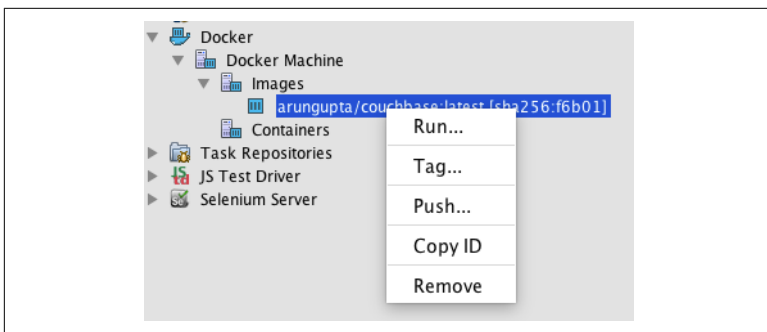 Docker
Docker Machine
Images
arungupta/couchbase:latest [sha256:f6b01]
Containers
Task Repositories
JS Test Driver
Selenium Server
Run...
Tag...
Push...
Copy ID
Remove